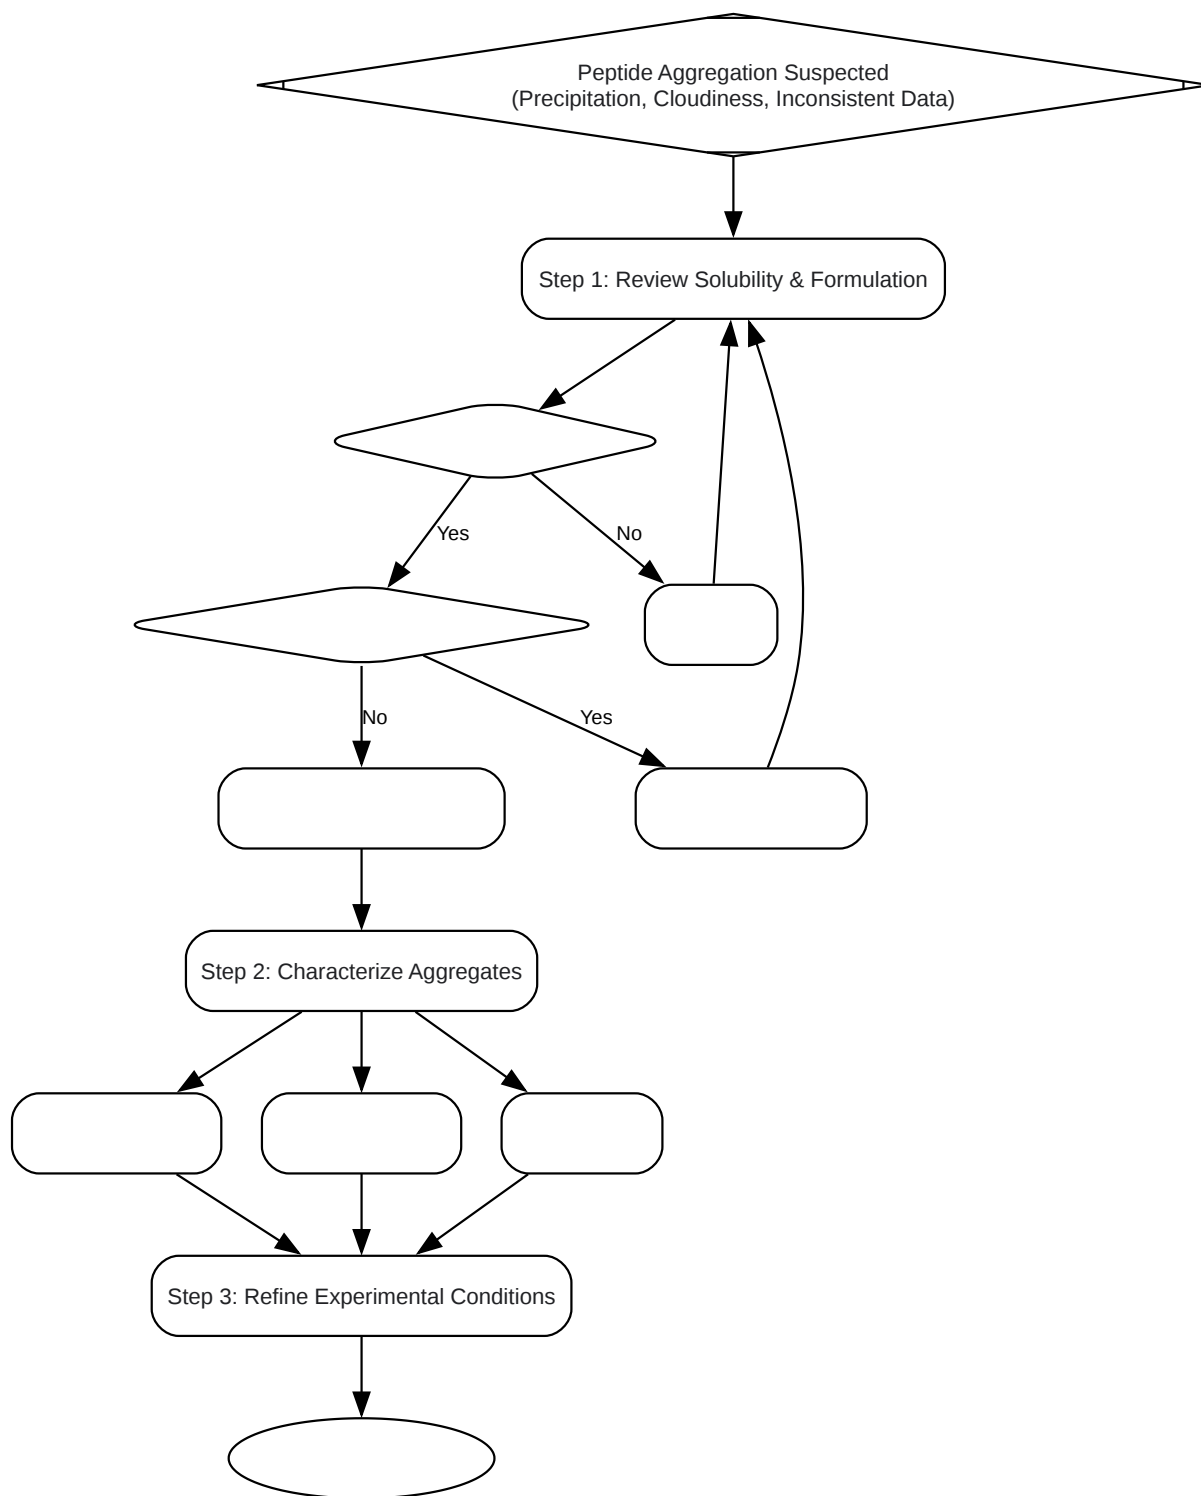 Peptide Aggregation Suspected
(Precipitation, Cloudiness, Inconsistent Data)
Step 1: Review Solubility & Formulation
Yes
No
No
Yes
Step 2: Characterize Aggregates
Step 3: Refine Experimental Conditions